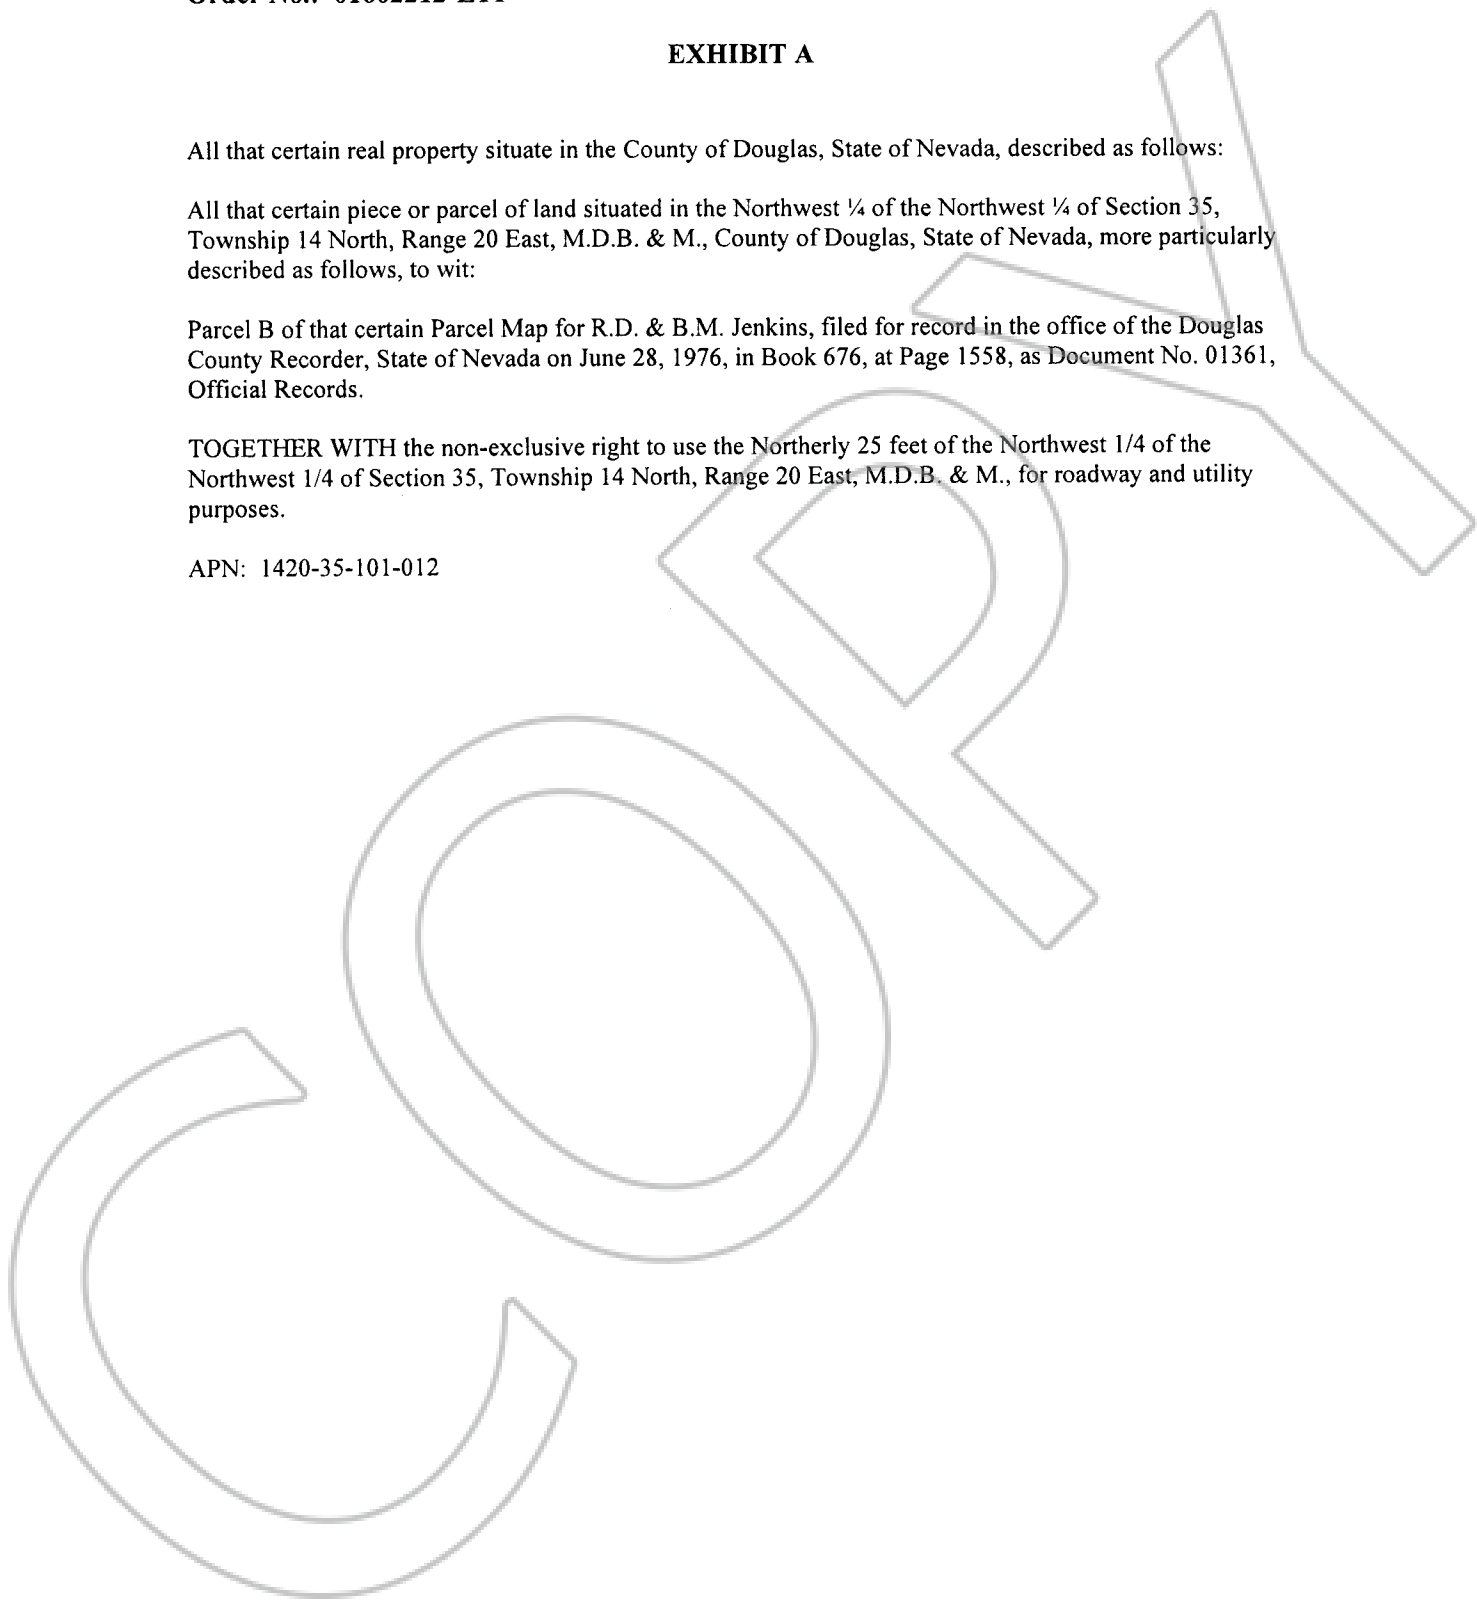 EXHIBIT A
All that certain real property situate in the County of Douglas, State of Nevada, described as follows:
All that certain piece or parcel of land situated in the Northwest ¼ of the Northwest ¼ of Section 35,
Township 14 North, Range 20 East, M.D.B. & M., County of Douglas, State of Nevada, more particularly
described as follows, to wit:
Parcel B of that certain Parcel Map for R.D. & B.M. Jenkins, filed for record in the office of the Douglas
County Recorder, State of Nevada on June 28, 1976, in Book 676, at Page 1558, as Document No. 01361,
Official Records.
TOGETHER WITH the non-exclusive right to use the Northerly 25 feet of the Northwest 1/4 of the
Northwest 1/4 of Section 35, Township 14 North, Range 20 East, M.D.B. & M., for roadway and utility
purposes.
APN: 1420-35-101-012
COPY